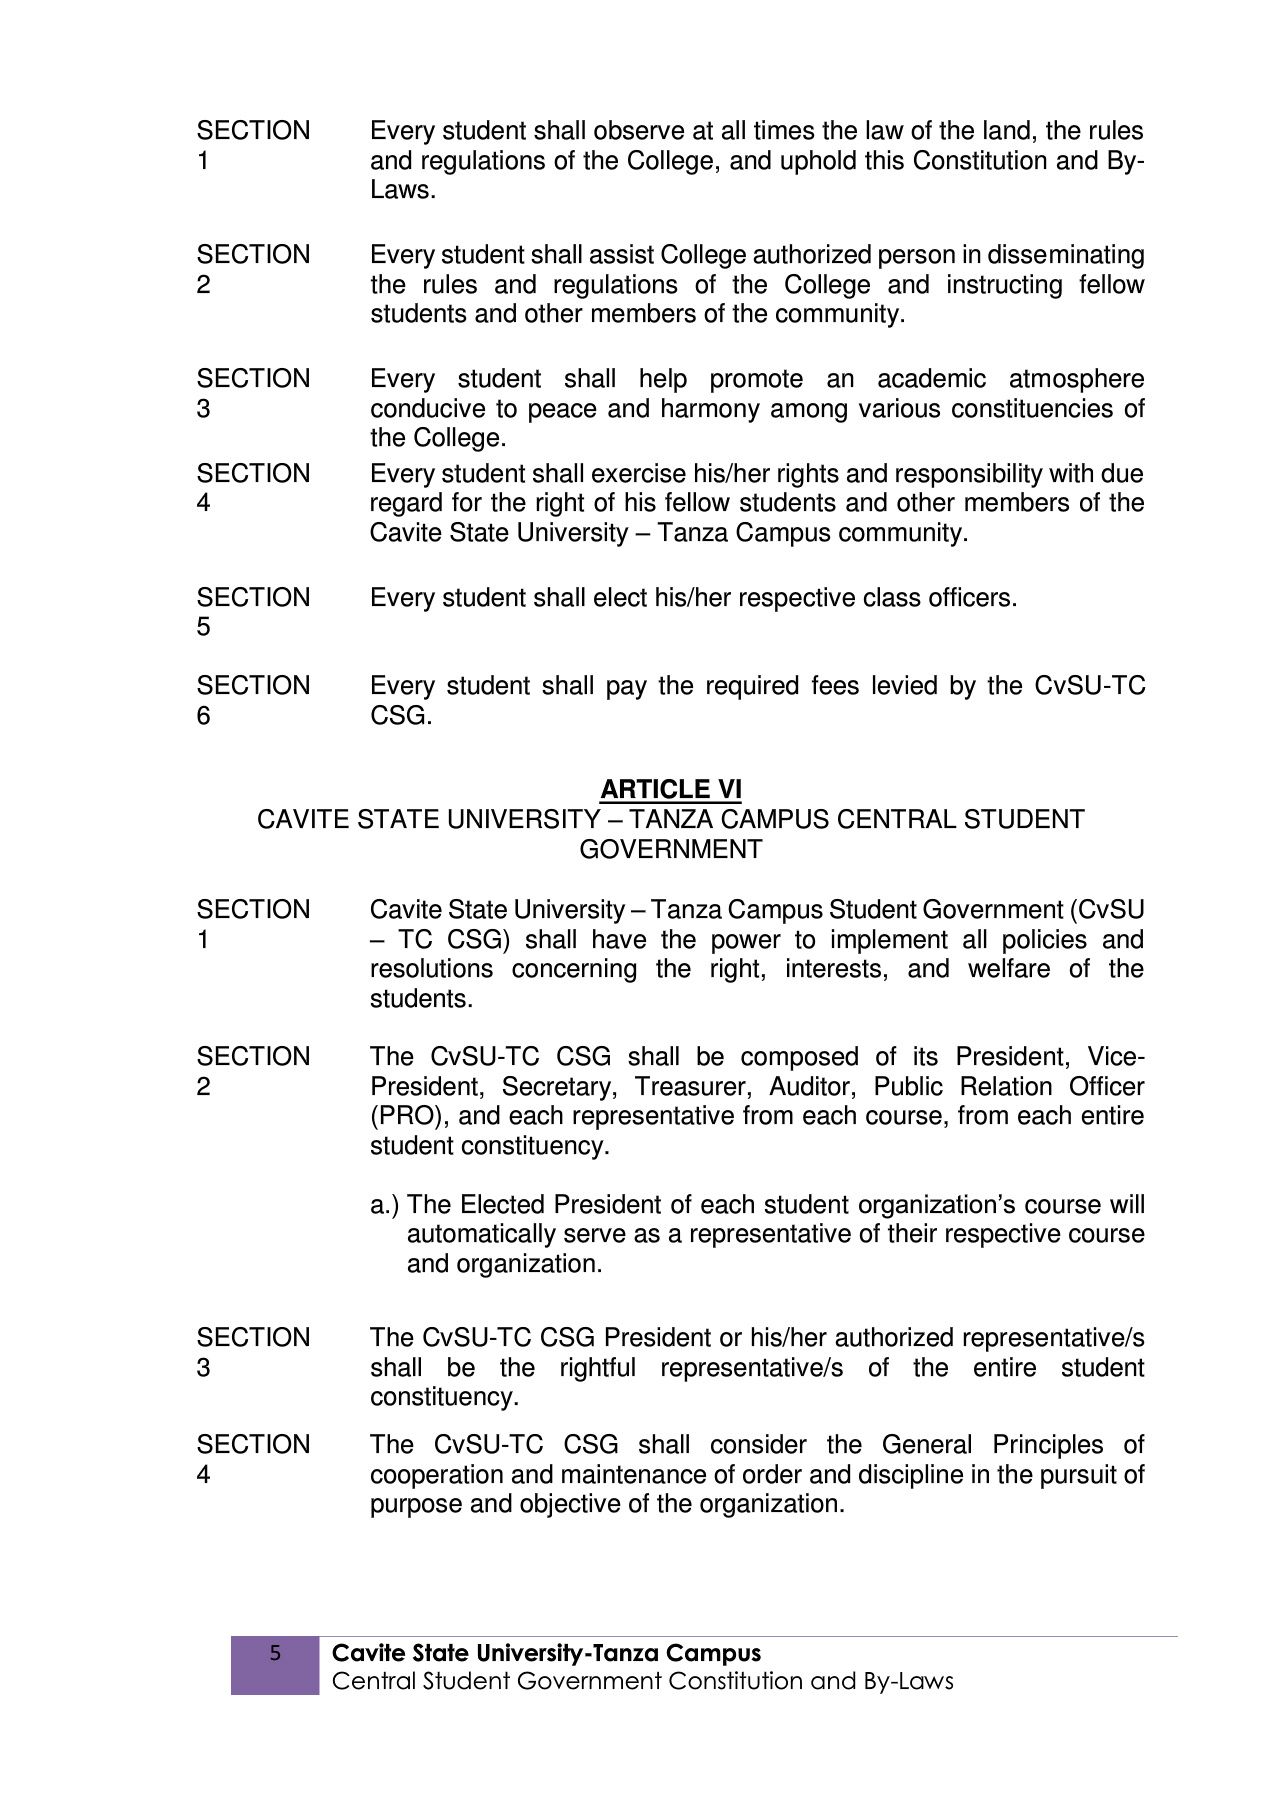 SECTION Every student shall observe at all times the law of the land, the rules
1 and regulations of the College, and uphold this Constitution and By-
Laws.
SECTION Every student shall assist College authorized person in disseminating
2 the rules and regulations of the College and instructing fellow
students and other members of the community.
SECTION Every student shall help promote an academic atmosphere
3 conducive to peace and harmony among various constituencies of
the College.
SECTION Every student shall exercise his/her rights and responsibility with due
4 regard for the right of his fellow students and other members of the
Cavite State University – Tanza Campus community.
SECTION Every student shall elect his/her respective class officers.
5
SECTION Every student shall pay the required fees levied by the CvSU-TC
6 CSG.
ARTICLE VI
CAVITE STATE UNIVERSITY – TANZA CAMPUS CENTRAL STUDENT
GOVERNMENT
SECTION Cavite State University – Tanza Campus Student Government (CvSU
1 – TC CSG) shall have the power to implement all policies and
resolutions concerning the right, interests, and welfare of the
students.
SECTION The CvSU-TC CSG shall be composed of its President, Vice-
2 President, Secretary, Treasurer, Auditor, Public Relation Officer
(PRO), and each representative from each course, from each entire
student constituency.
a.) The Elected President of each student organization’s course will
automatically serve as a representative of their respective course
and organization.
SECTION The CvSU-TC CSG President or his/her authorized representative/s
3 shall be the rightful representative/s of the entire student
constituency.
SECTION The CvSU-TC CSG shall consider the General Principles of
4 cooperation and maintenance of order and discipline in the pursuit of
purpose and objective of the organization.
5 Cavite State University-Tanza Campus
Central Student Government Constitution and By-Laws